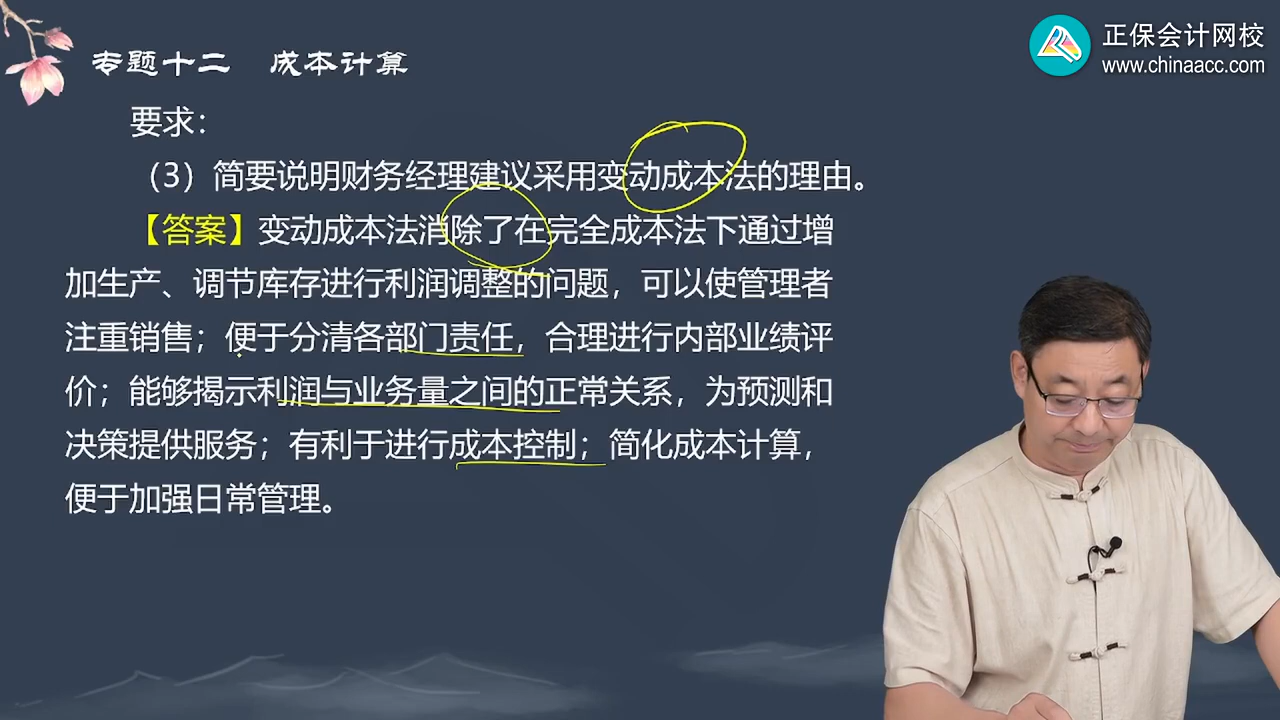 专题十二 成本计算
正保会计网校
www.chinaacc.com
要求：
（3）简要说明财务经理建议采用变动成本法的理由。
【答案】变动成本法消除了在完全成本法下通过增
加生产、调节库存进行利润调整的问题，可以使管理者
注重销售；便于分清各部门责任，合理进行内部业绩评
价；能够揭示利润与业务量之间的正常关系，为预测和
决策提供服务；有利于进行成本控制；简化成本计算，
便于加强日常管理。